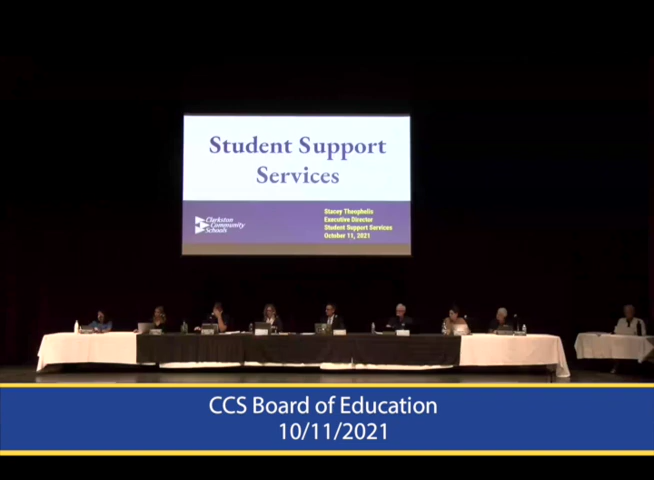 Student Support
Services
Clarkston
Community
Schools
Stacey Theopholis
Executive Director
Student Support Services
October 11, 2021
CCS Board of Education
10/11/2021